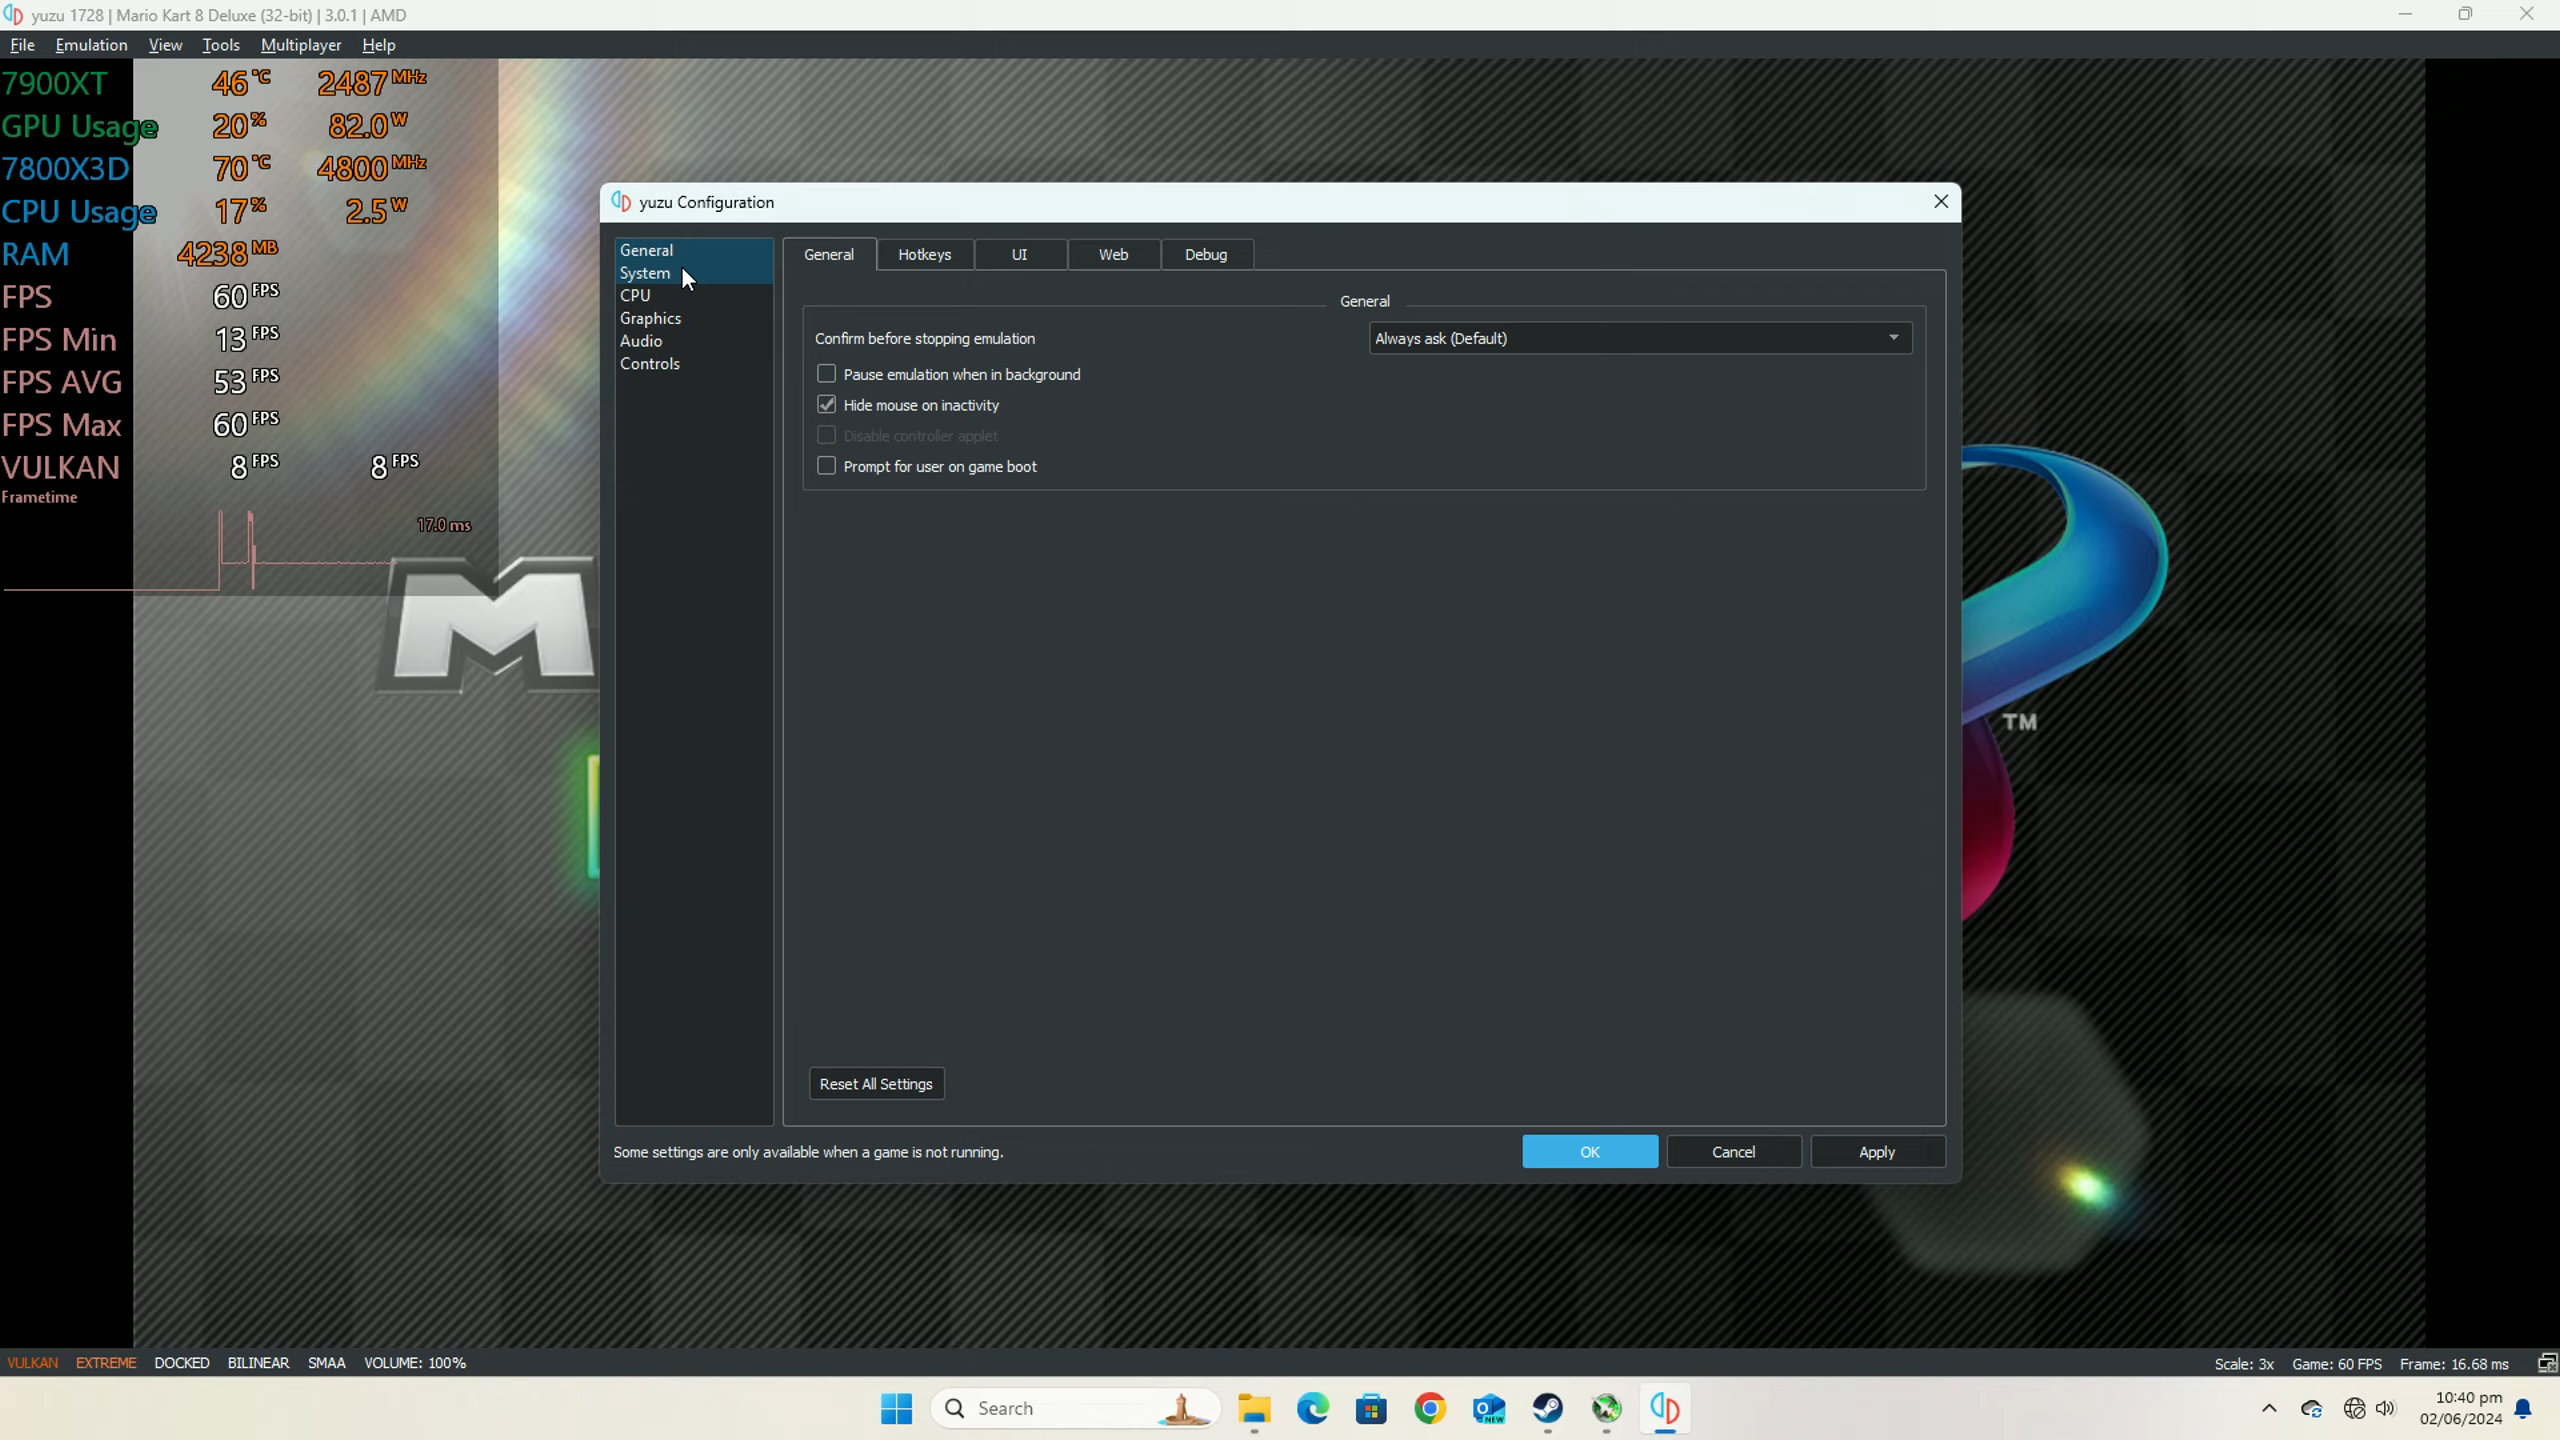 yuzu 1728 | Mario Kart 8 Deluxe (32-bit) | 3.0.1 | AMD
File Emulation View Tools Multiplayer Help
7900XT 46 °C 2487 MHz
GPU Usage 20 % 82.0 W
7800X3D 70 °C 4800 MHz
CPU Usage 17 % 2.5 W
RAM 4238 MB
FPS 60 FPS
FPS Min 13 FPS
FPS AVG 53 FPS
FPS Max 60 FPS
VULKAN 8 FPS 8 FPS
Frametime
17.0 ms
M
TM
yuzu Configuration
General
System
CPU
Graphics
Audio
Controls
General Hotkeys UI Web Debug
General
Confirm before stopping emulation Always ask (Default)
Pause emulation when in background
Hide mouse on inactivity
Disable controller applet
Prompt for user on game boot
Reset All Settings
Some settings are only available when a game is not running. OK Cancel Apply
VULKAN EXTREME DOCKED BILINEAR SMAA VOLUME: 100% Scale: 3x Game: 60 FPS Frame: 16.68 ms
Search
NEW
10:40 pm
02/06/2024